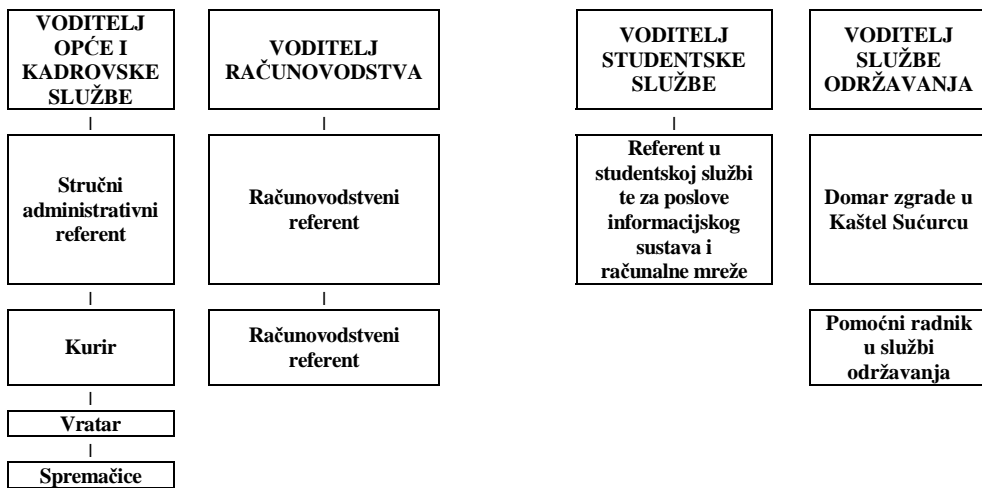 VODITELJ
OPĆE I
KADROVSKE
SLUŽBE
VODITELJ
RAČUNOVODSTVA
VODITELJ
STUDENTSKE
SLUŽBE
VODITELJ
SLUŽBE
ODRŽAVANJA
Stručni
administrativni
referent
Računovodstveni
referent
Referent u
studentskoj službi
te za poslove
informacijskog
sustava i
računalne mreže
Domar zgrade u
Kaštel Sućurcu
Kurir
Računovodstveni
referent
Pomoćni radnik
u službi
održavanja
Vratar
Spremačice